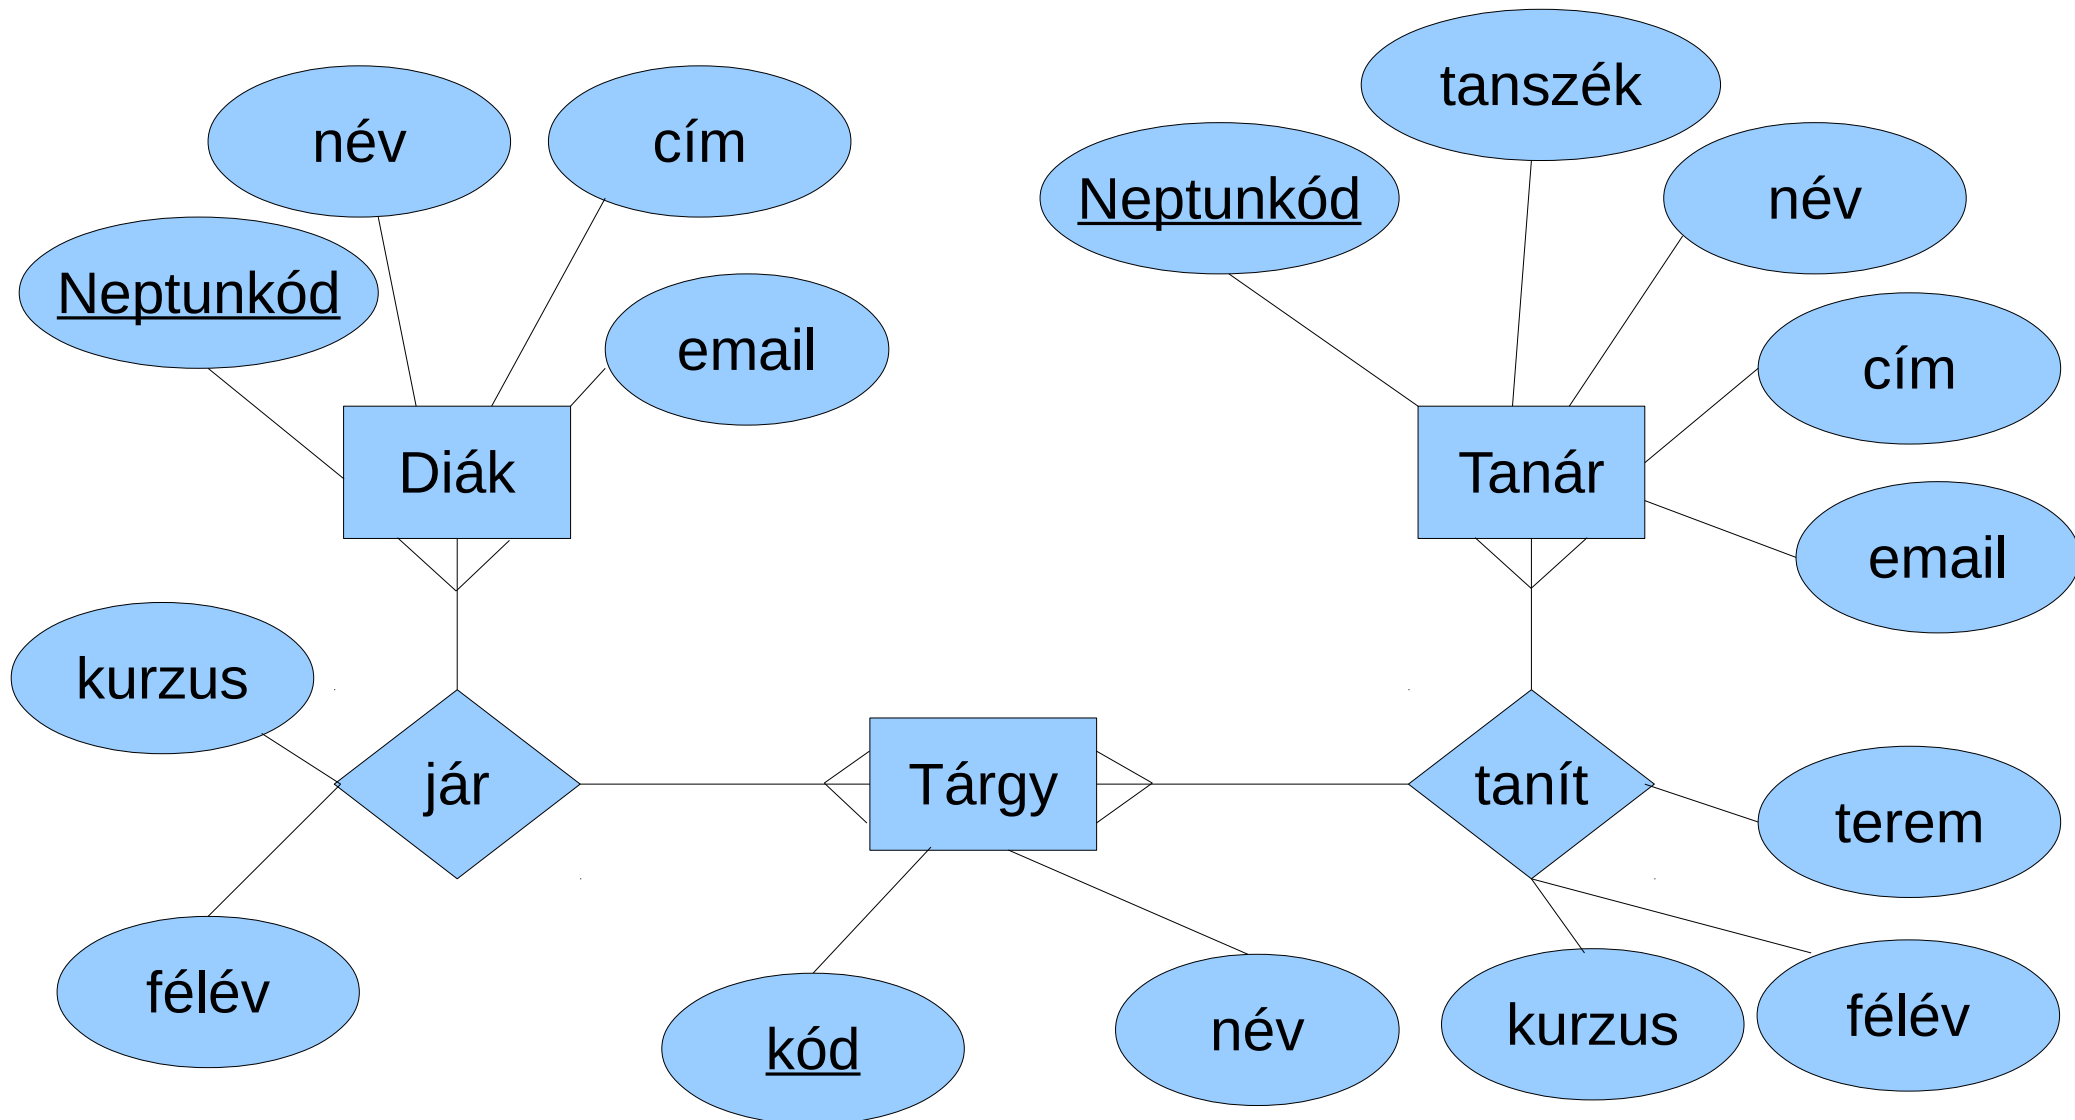 tanszék
név
cím
Neptunkód
név
Neptunkód
email
cím
Diák
Tanár
email
kurzus
jár
Tárgy
tanít
terem
félév
kód
név
kurzus
félév